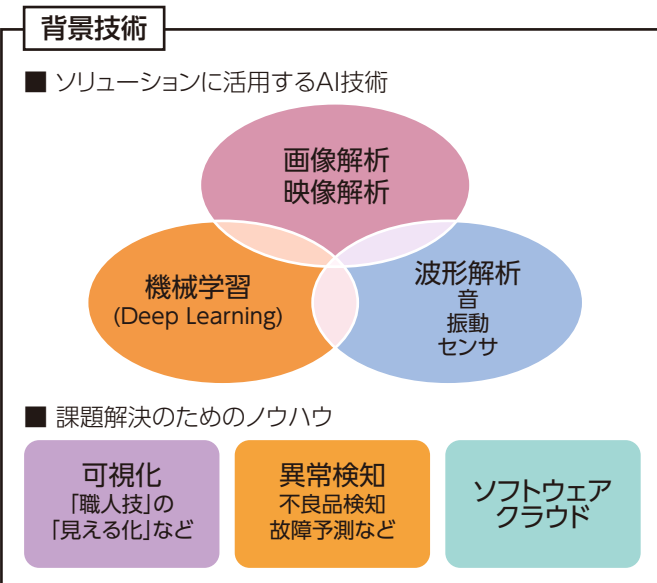 背景技術
■ ソリューションに活用するAI技術
画像解析
映像解析
機械学習
(Deep Learning)
波形解析
音
振動
センサ
■ 課題解決のためのノウハウ
可視化
「職人技」の
「見える化」など
異常検知
不良品検知
故障予測など
ソフトウェア
クラウド